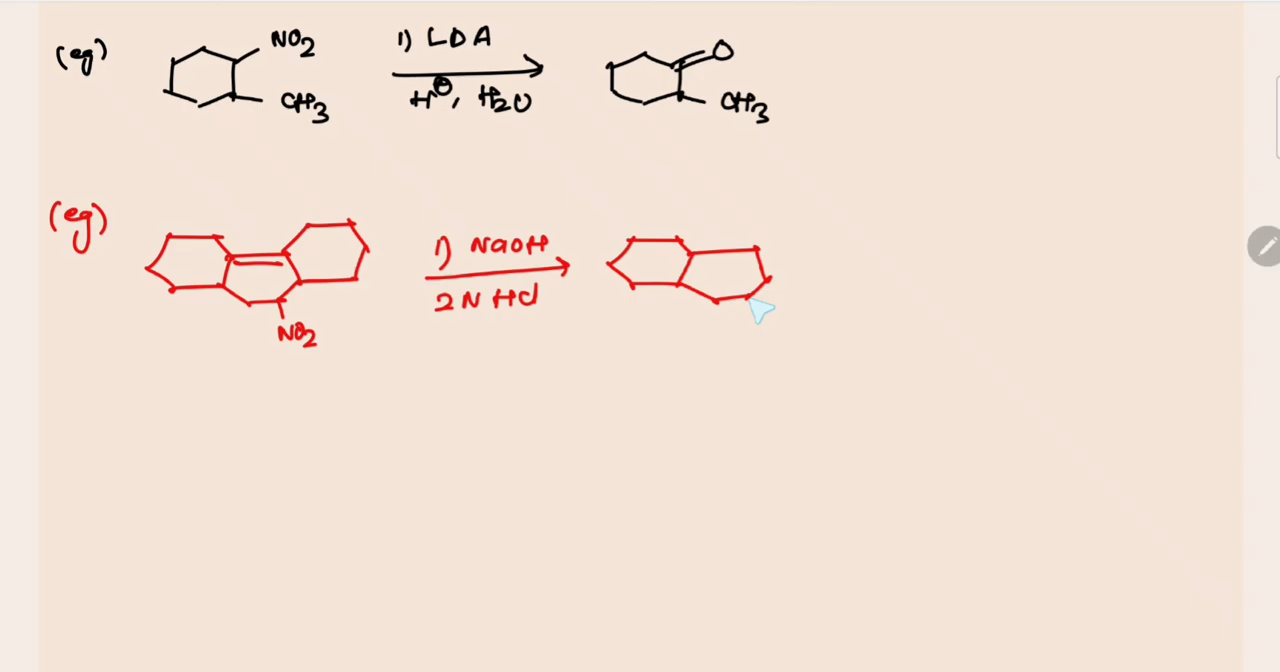 (eg) NO2 1) LDA O
CH3 H⊕, H2O CH3
(eg) 1) NaOH
NO2 2N HCl